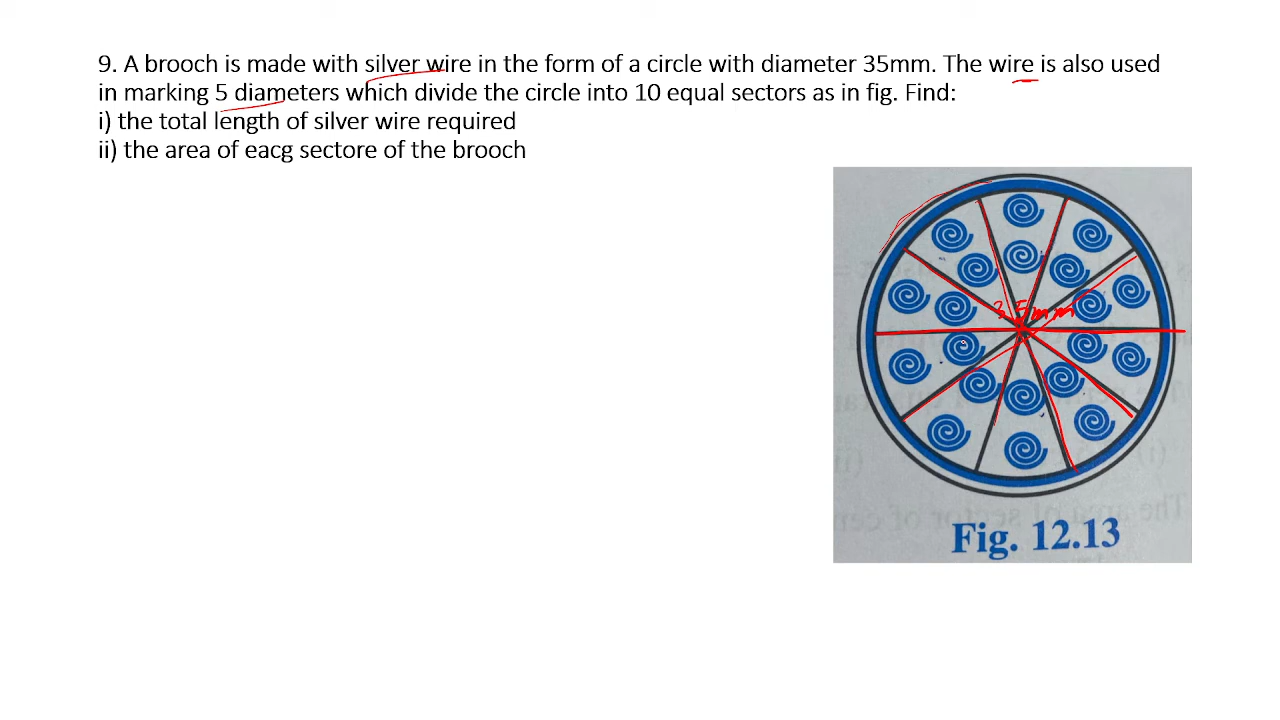 9. A brooch is made with silver wire in the form of a circle with diameter 35mm. The wire is also used
in marking 5 diameters which divide the circle into 10 equal sectors as in fig. Find:
i) the total length of silver wire required
ii) the area of eacg sectore of the brooch
35mm
Fig. 12.13